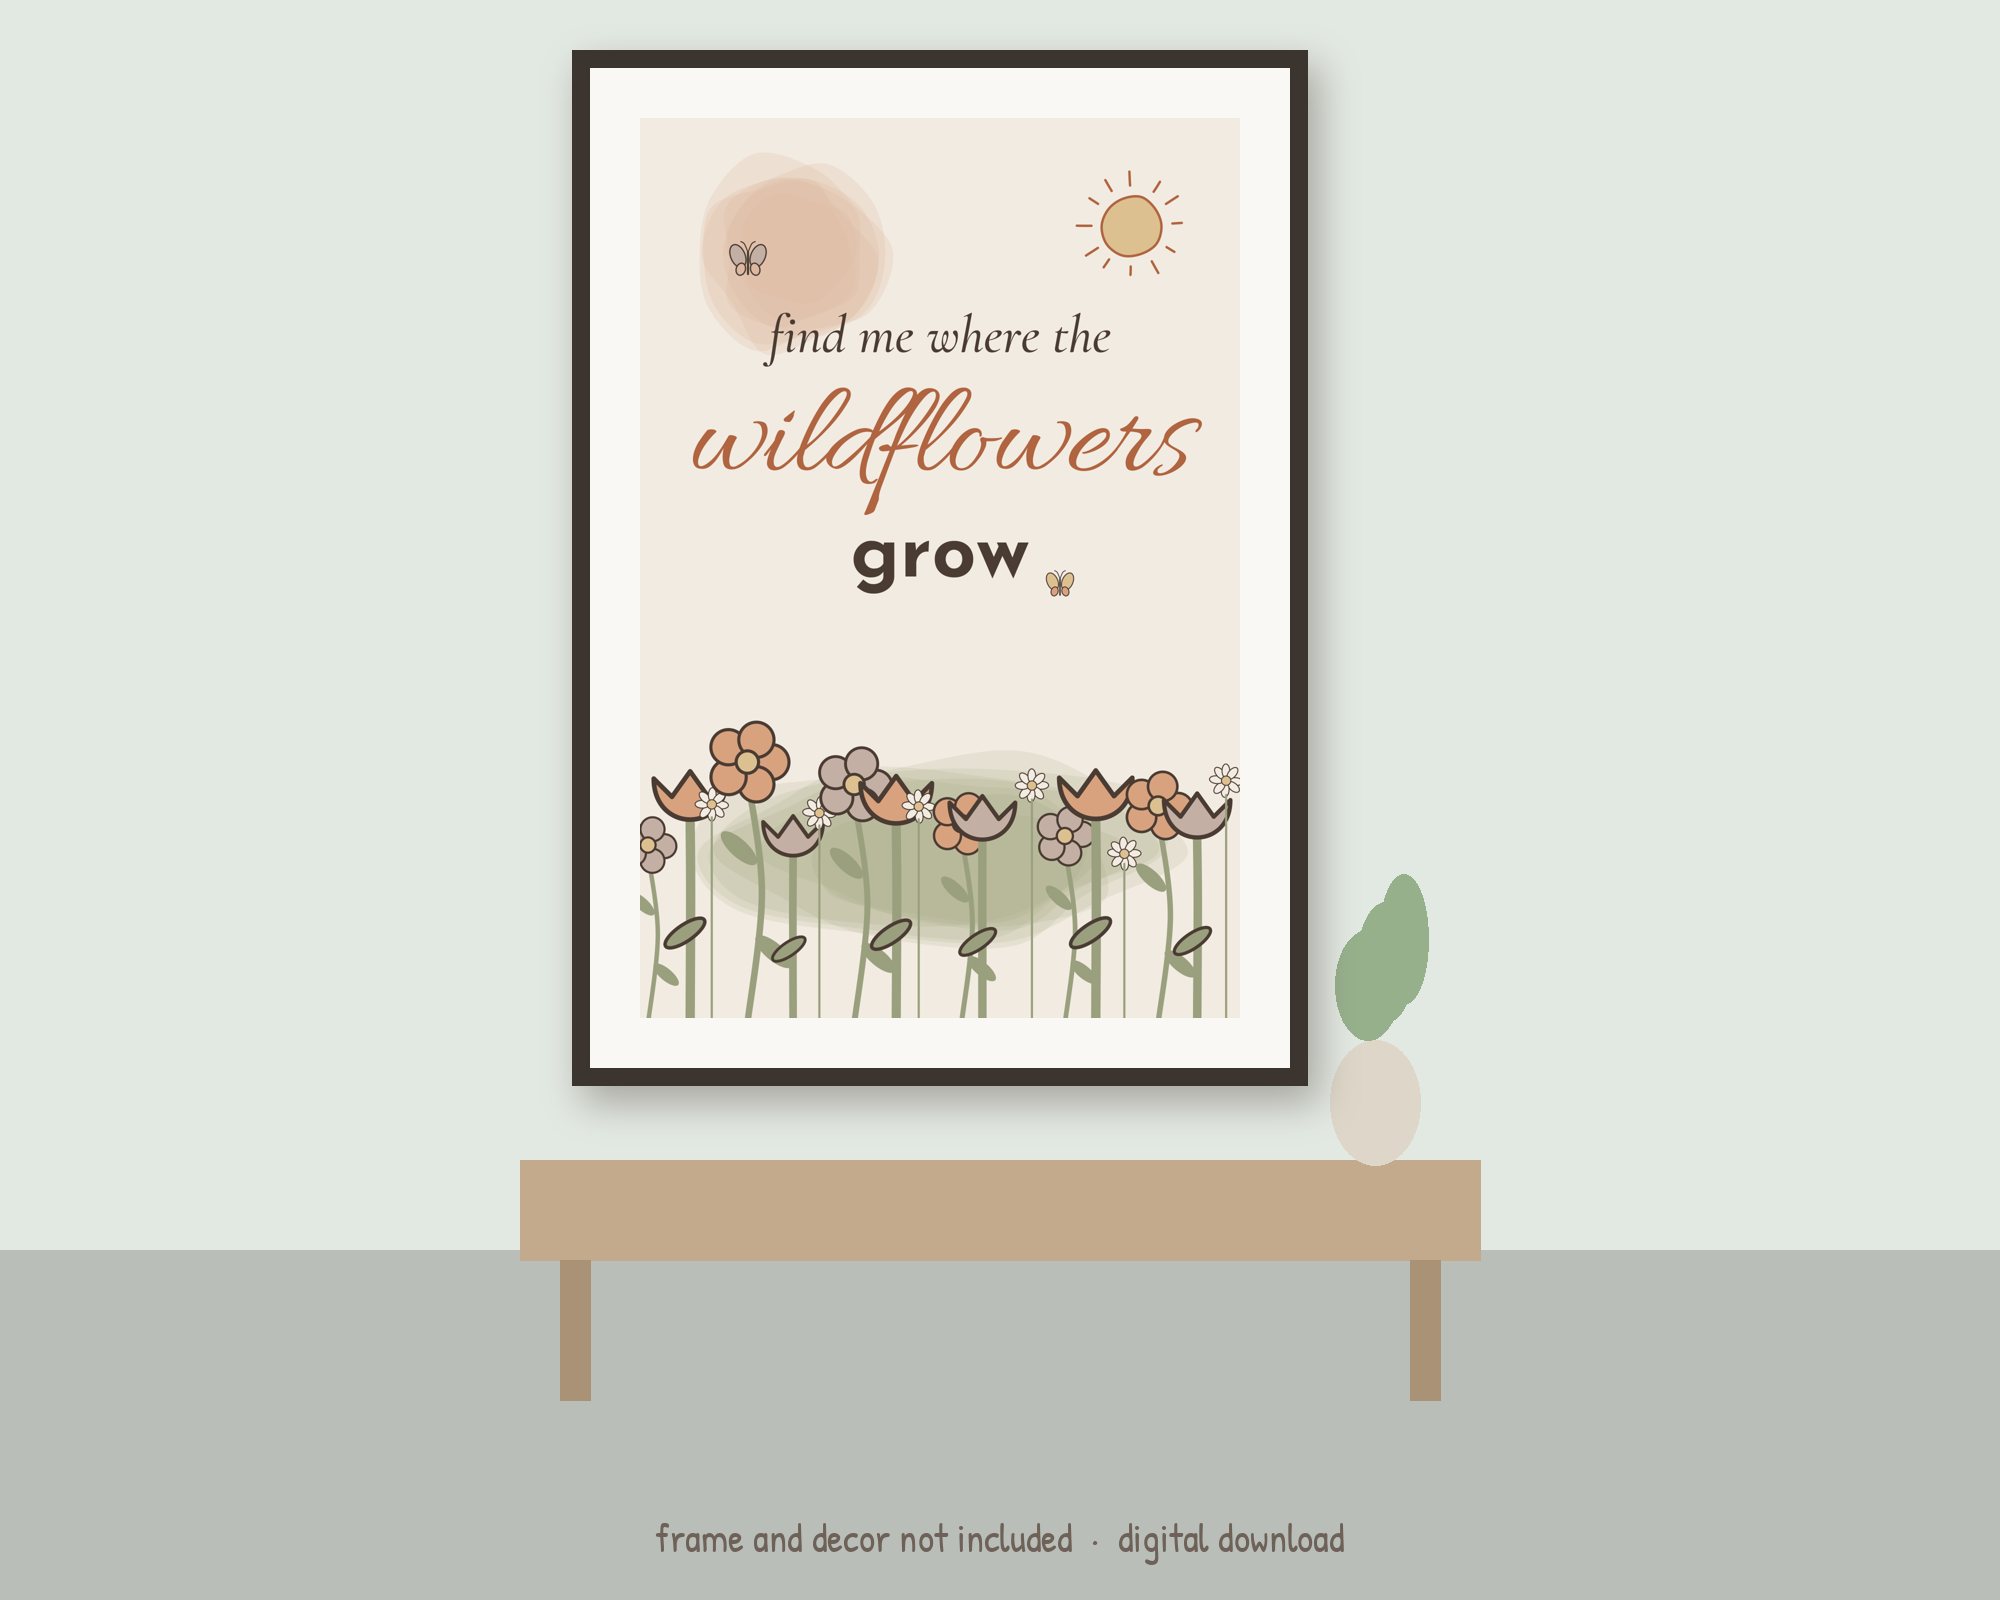 find me where the
wildflowers
grow
frame and decor not included · digital download